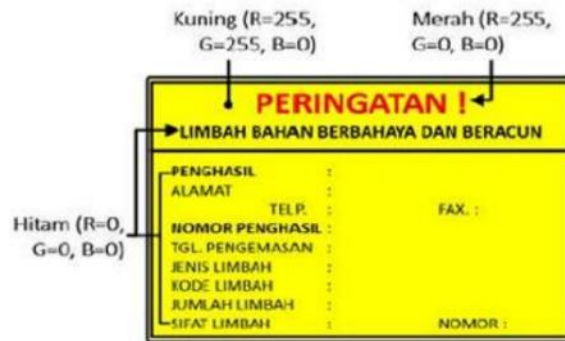 Kuning (R=255,
G=255, B=0)
Merah (R=255,
G=0, B=0)
PERINGATAN !
LIMBAH BAHAN BERBAHAYA DAN BERACUN
PENGHASIL :
ALAMAT :
TELP. FAX. :
NOMOR PENGHASIL :
TGL. PENGEMASAN :
JENIS LIMBAH :
KODE LIMBAH :
JUMLAH LIMBAH :
SIFAT LIMBAH : NOMOR :
Hitam (R=0,
G=0, B=0)